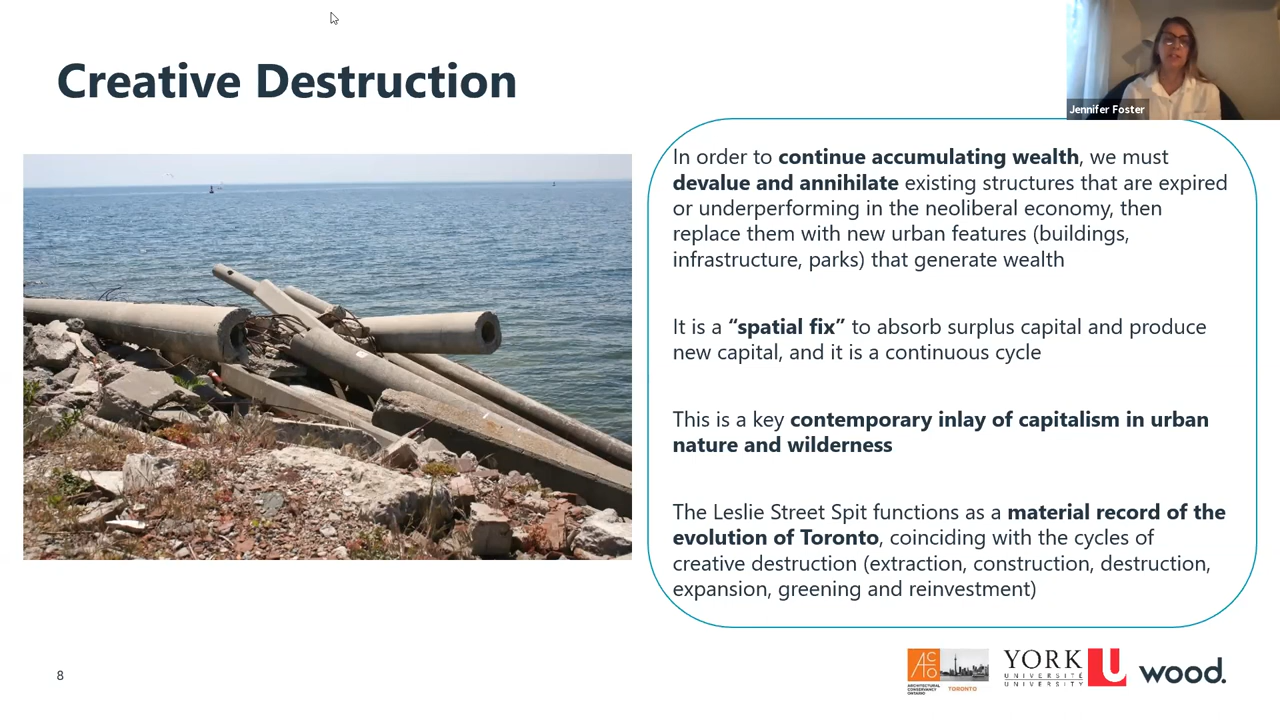 Creative Destruction
Jennifer Foster
In order to continue accumulating wealth, we must
devalue and annihilate existing structures that are expired
or underperforming in the neoliberal economy, then
replace them with new urban features (buildings,
infrastructure, parks) that generate wealth
It is a “spatial fix” to absorb surplus capital and produce
new capital, and it is a continuous cycle
This is a key contemporary inlay of capitalism in urban
nature and wilderness
The Leslie Street Spit functions as a material record of the
evolution of Toronto, coinciding with the cycles of
creative destruction (extraction, construction, destruction,
expansion, greening and reinvestment)
8
ACO
ARCHITECTURAL
CONSERVANCY
ONTARIO
TORONTO
YORK
UNIVERSITÉ
UNIVERSITY
U
wood.